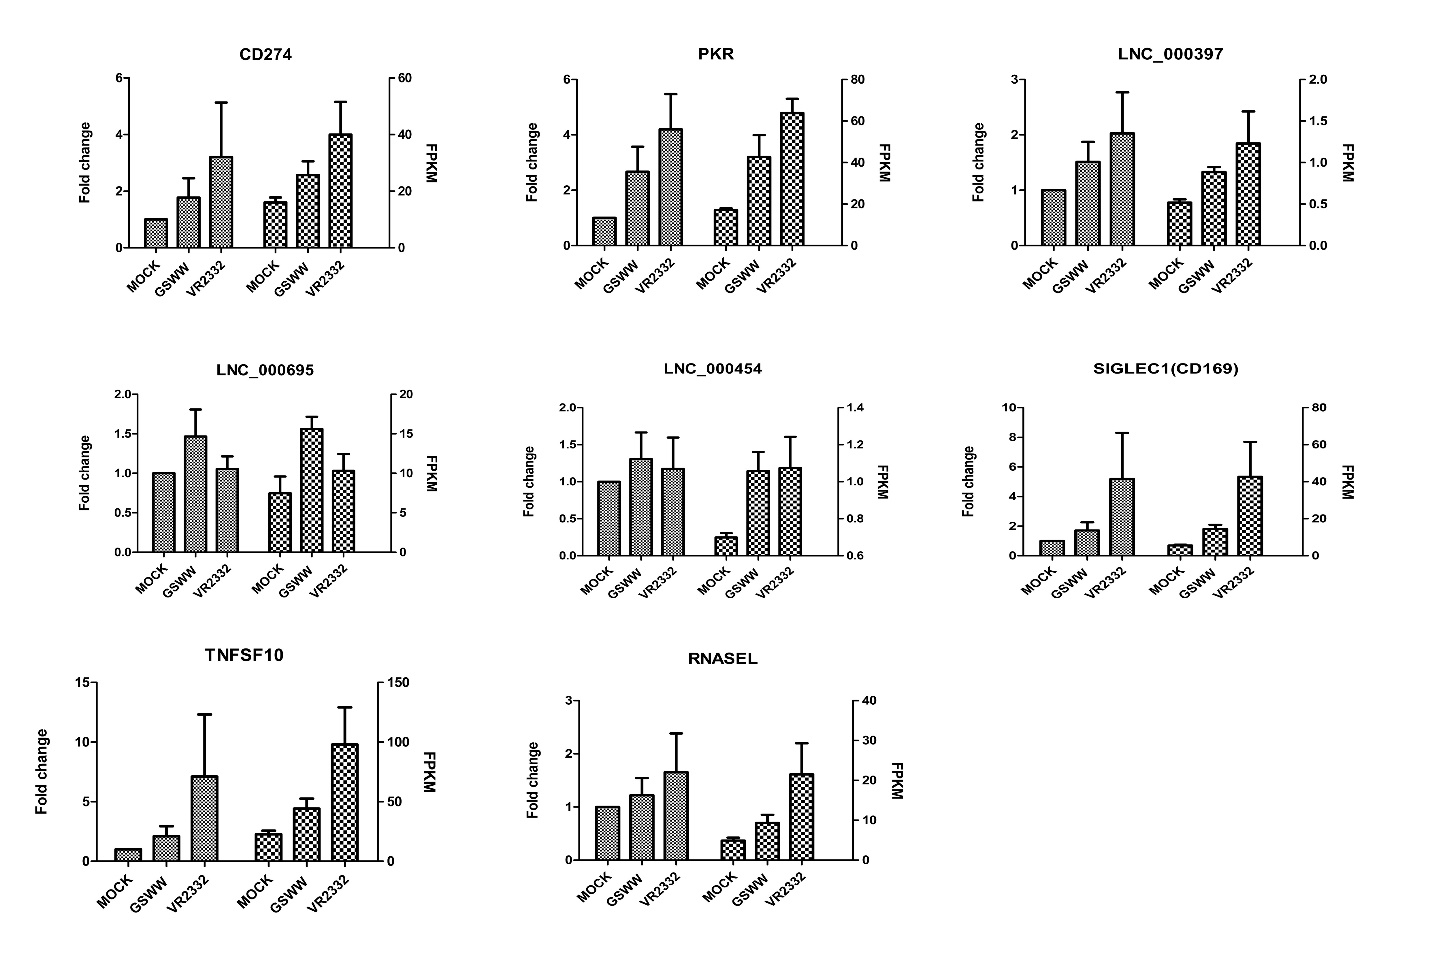 CD274
6
4
2
0
Fold change
60
40
20
0
FPKM
MOCK
GSWW
VR2332
MOCK
GSWW
VR2332
PKR
6
4
2
0
Fold change
80
60
40
20
0
FPKM
MOCK
GSWW
VR2332
MOCK
GSWW
VR2332
LNC_000397
3
2
1
0
Fold change
2.0
1.5
1.0
0.5
0.0
FPKM
MOCK
GSWW
VR2332
MOCK
GSWW
VR2332
LNC_000695
2.0
1.5
1.0
0.5
0.0
Fold change
20
15
10
5
0
FPKM
MOCK
GSWW
VR2332
MOCK
GSWW
VR2332
LNC_000454
2.0
1.5
1.0
0.5
0.0
Fold change
1.4
1.2
1.0
0.8
0.6
FPKM
MOCK
GSWW
VR2332
MOCK
GSWW
VR2332
SIGLEC1(CD169)
10
8
6
4
2
0
Fold change
80
60
40
20
0
FPKM
MOCK
GSWW
VR2332
MOCK
GSWW
VR2332
TNFSF10
15
10
5
0
Fold change
150
100
50
0
FPKM
MOCK
GSWW
VR2332
MOCK
GSWW
VR2332
RNASEL
3
2
1
0
Fold change
40
30
20
10
0
FPKM
MOCK
GSWW
VR2332
MOCK
GSWW
VR2332